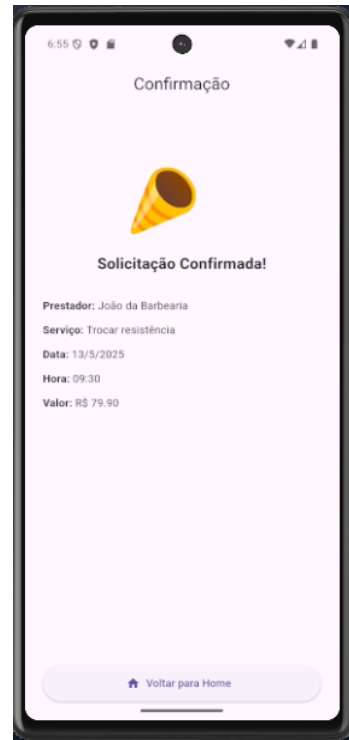 6:55
Confirmação
Solicitação Confirmada!
Prestador: João da Barbearia
Serviço: Trocar resistência
Data: 13/5/2025
Hora: 09:30
Valor: R$ 79.90
Voltar para Home